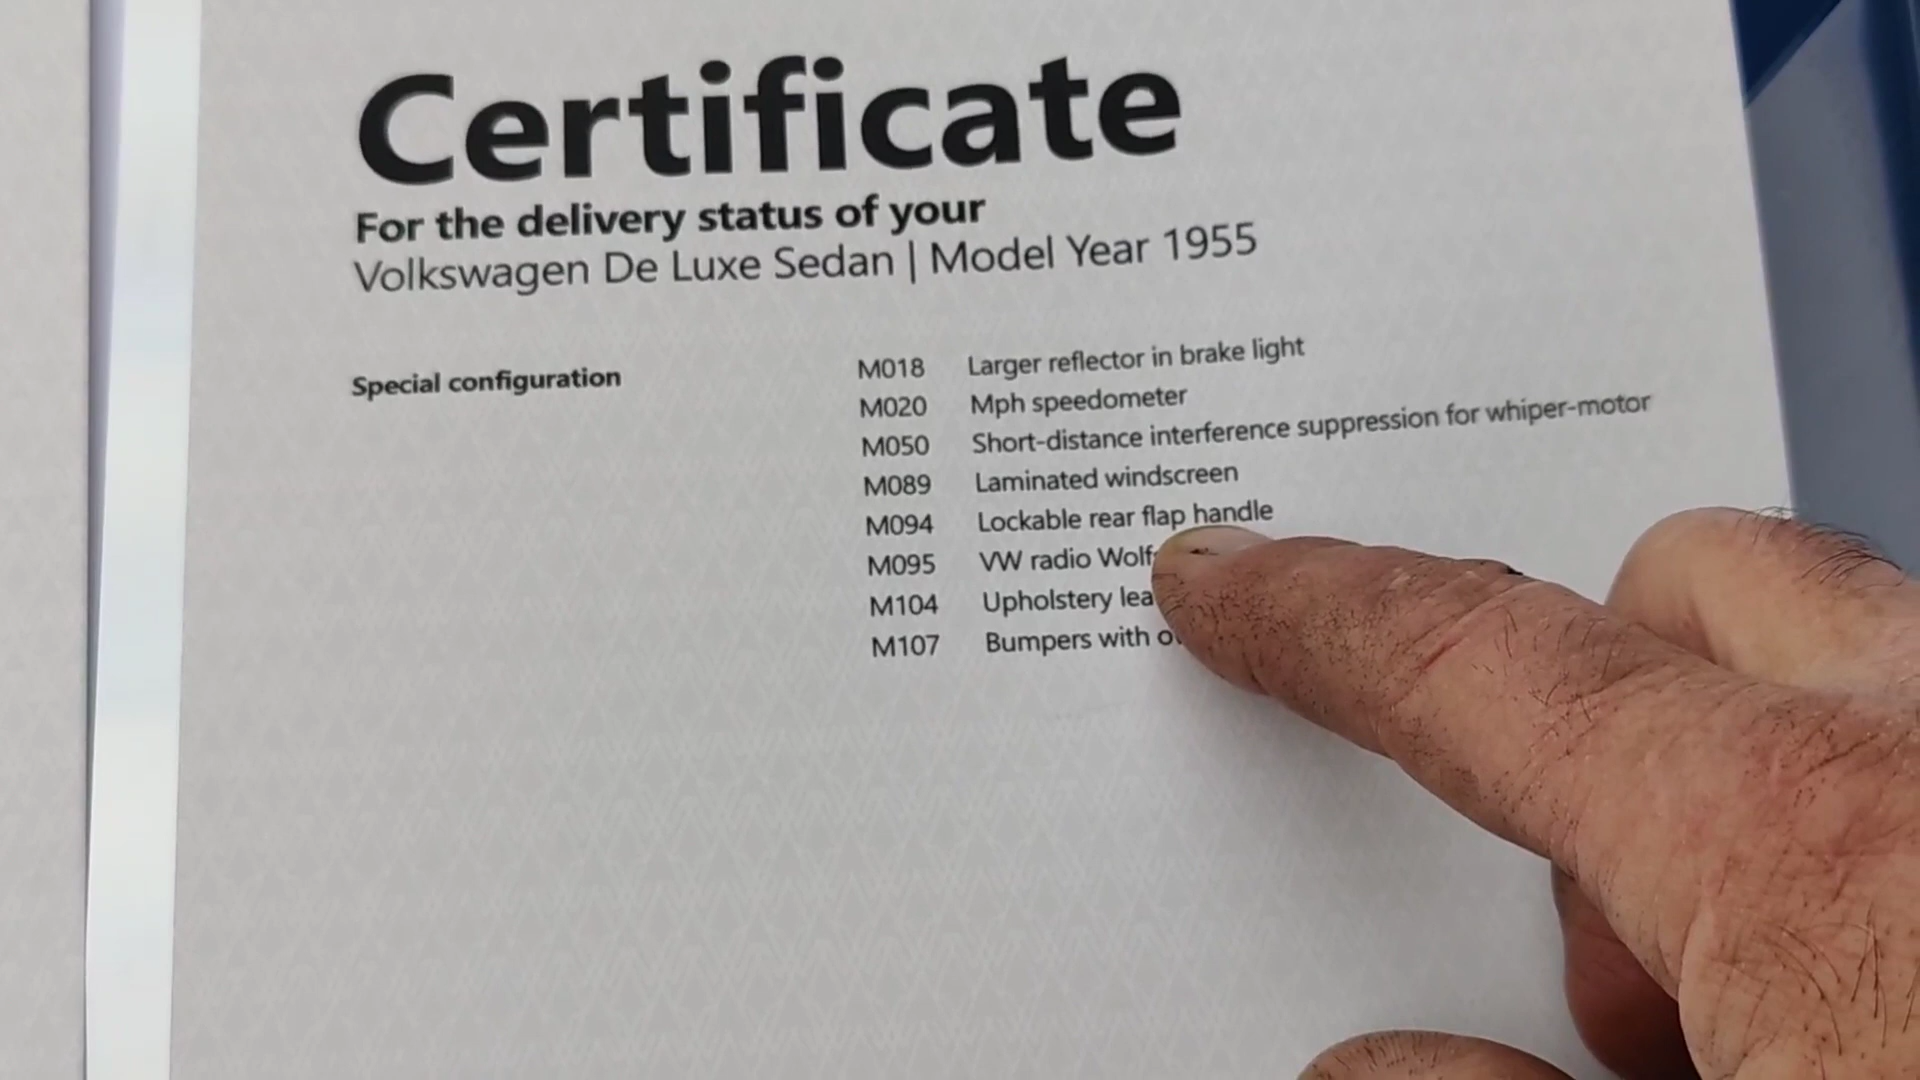 Certificate
For the delivery status of your
Volkswagen De Luxe Sedan | Model Year 1955
Special configuration
M018 Larger reflector in brake light
M020 Mph speedometer
M050 Short-distance interference suppression for whiper-motor
M089 Laminated windscreen
M094 Lockable rear flap handle
M095 VW radio
M104 Upholstery
M107 Bumpers with